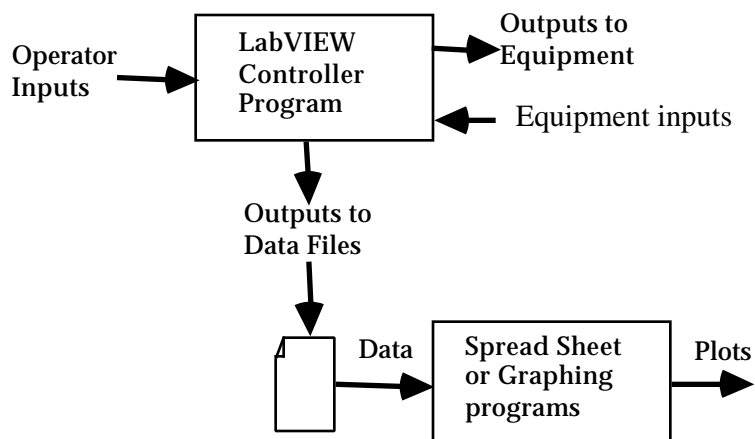 Operator
Inputs
LabVIEW
Controller
Program
Outputs to
Equipment
Equipment inputs
Outputs to
Data Files
Data
Spread Sheet
or Graphing
programs
Plots